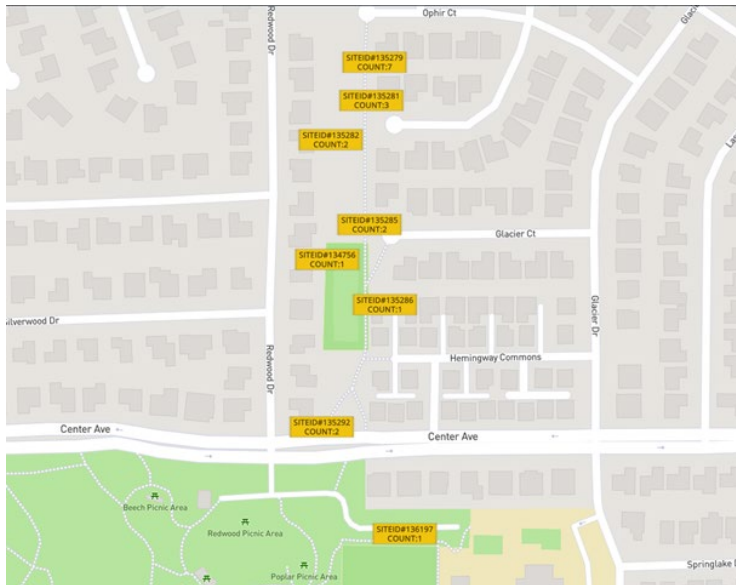 Ophir Ct
Redwood Dr
Glaci
SITEID#135279
COUNT:7
SITEID#135281
COUNT:3
SITEID#135282
COUNT:2
Las
SITEID#135285
COUNT:2
Glacier Ct
SITEID#134756
COUNT:1
SITEID#135286
COUNT:1
Glacier Dr
ilverwood Dr
Redwood Dr
Hemingway Commons
SITEID#135292
COUNT:2
Center Ave
Center Ave
Beech Picnic Area
Redwood Picnic Area
SITEID#136197
COUNT:1
Poplar Picnic Area
Springlake D